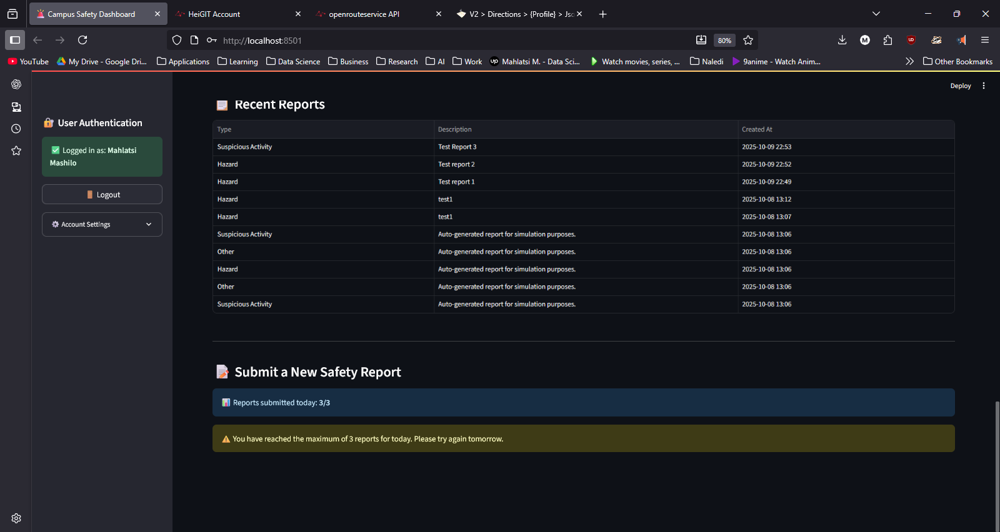 Campus Safety Dashboard
HeiGIT Account
openrouteservice API
V2 > Directions > {Profile} > Jsc
http://localhost:8501
80%
M
YouTube
My Drive - Google Dri...
Applications
Learning
Data Science
Business
Research
AI
Work
up Mahlatsi M. - Data Sci...
Watch movies, series, ...
Naledi
9anime - Watch Anim...
Other Bookmarks
Deploy
User Authentication
Logged in as: Mahlatsi
Mashilo
Logout
Account Settings
Recent Reports
Type Description Created At
Suspicious Activity Test Report 3 2025-10-09 22:53
Hazard Test report 2 2025-10-09 22:52
Hazard Test report 1 2025-10-09 22:49
Hazard test1 2025-10-08 13:12
Hazard test1 2025-10-08 13:07
Suspicious Activity Auto-generated report for simulation purposes. 2025-10-08 13:06
Other Auto-generated report for simulation purposes. 2025-10-08 13:06
Hazard Auto-generated report for simulation purposes. 2025-10-08 13:06
Other Auto-generated report for simulation purposes. 2025-10-08 13:06
Suspicious Activity Auto-generated report for simulation purposes. 2025-10-08 13:06
Submit a New Safety Report
Reports submitted today: 3/3
You have reached the maximum of 3 reports for today. Please try again tomorrow.